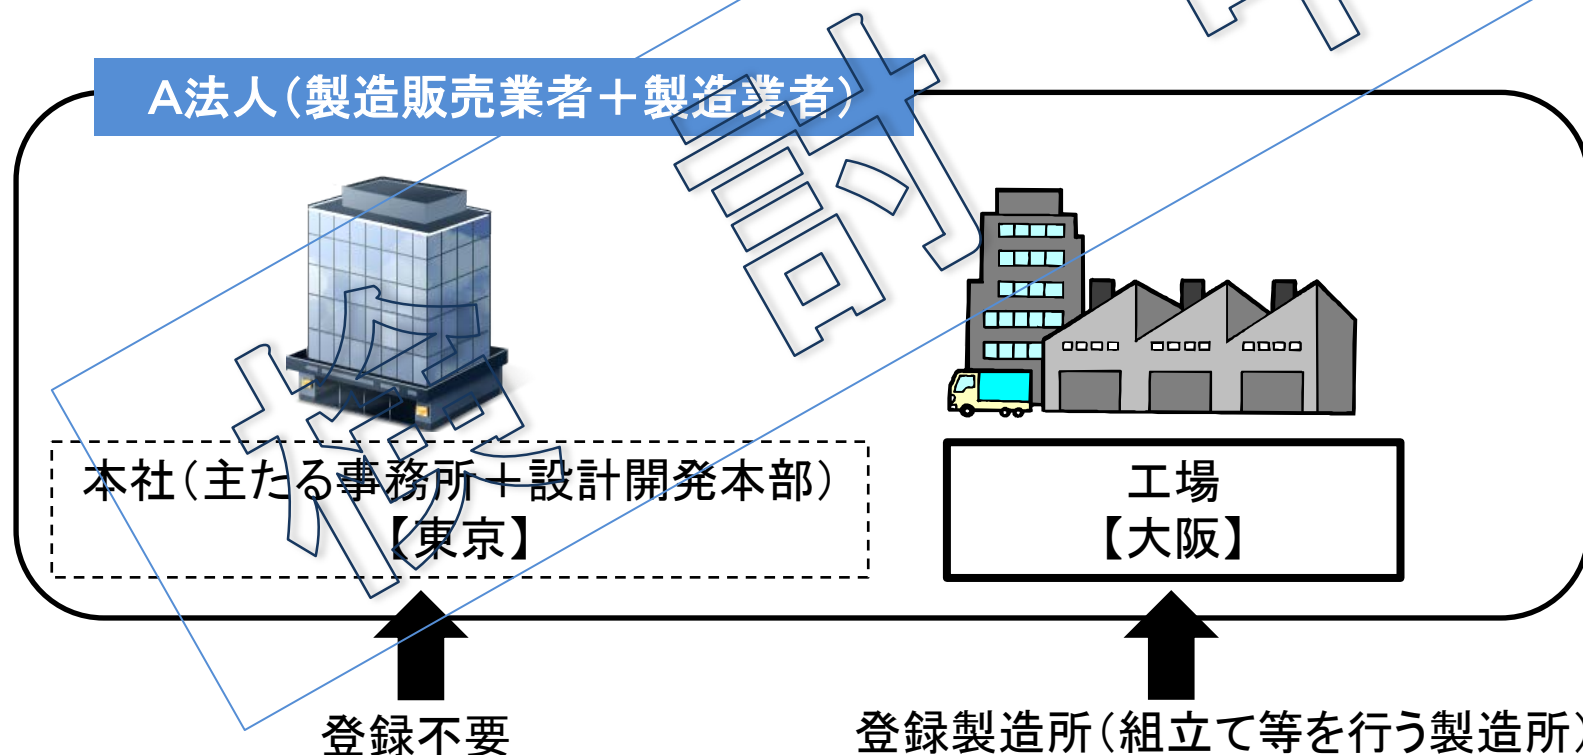 A法人（製造販売業者＋製造業者）
本社（主たる事務所＋設計開発本部）
【東京】
工場
【大阪】
登録不要
登録製造所（組立て等を行う製造所）
検討